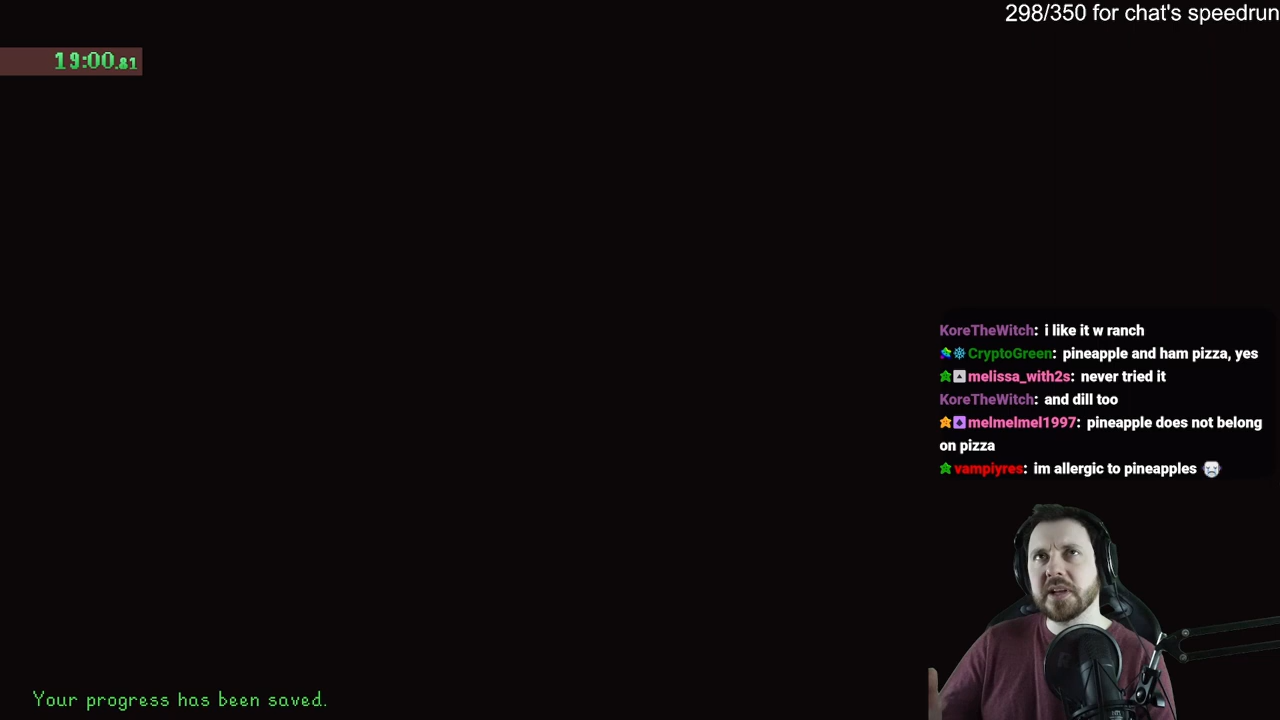 298/350 for chat's speedrun
19:00.81
KoreTheWitch: i like it w ranch
CryptoGreen: pineapple and ham pizza, yes
melissa_with2s: never tried it
KoreTheWitch: and dill too
melmelmel1997: pineapple does not belong
on pizza
vampiyres: im allergic to pineapples
Your progress has been saved.